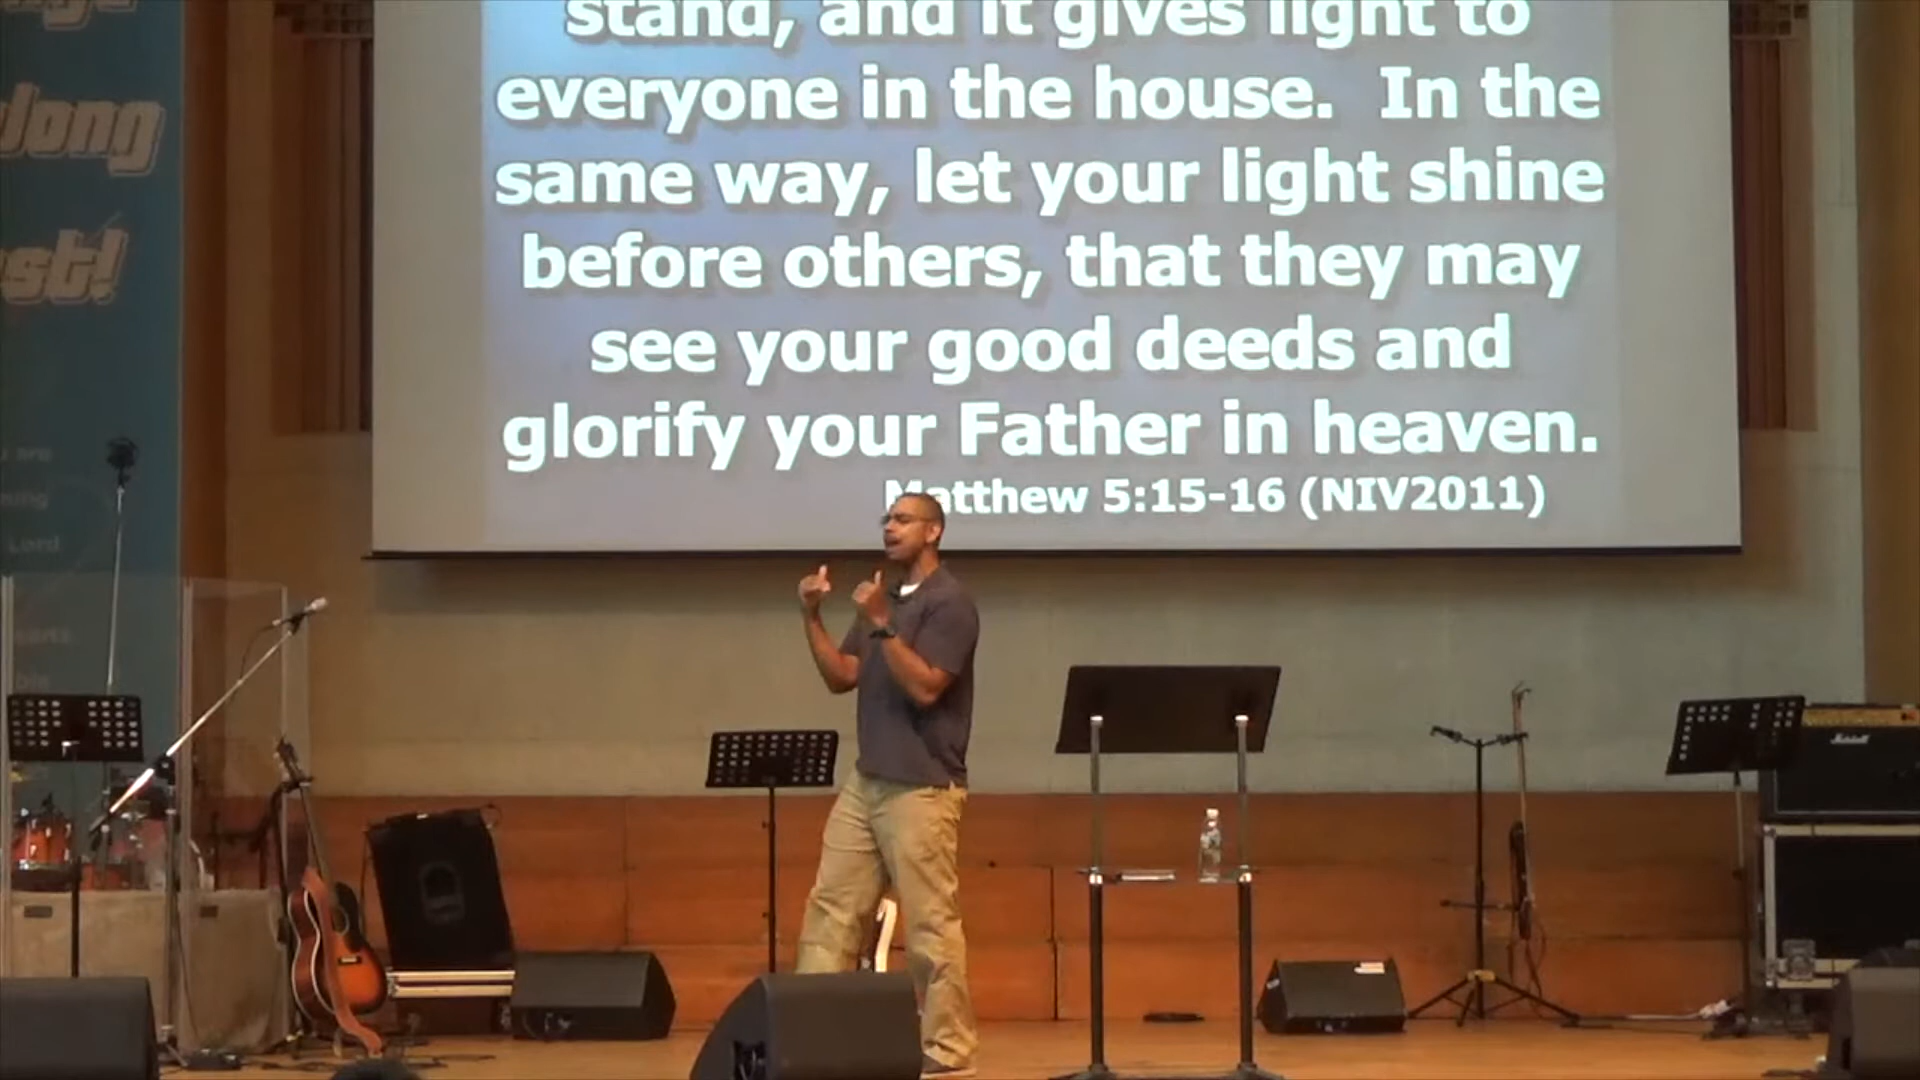 stand, and it gives light to
everyone in the house. In the
same way, let your light shine
before others, that they may
see your good deeds and
glorify your Father in heaven.
Matthew 5:15-16 (NIV2011)
Lord
Marshall